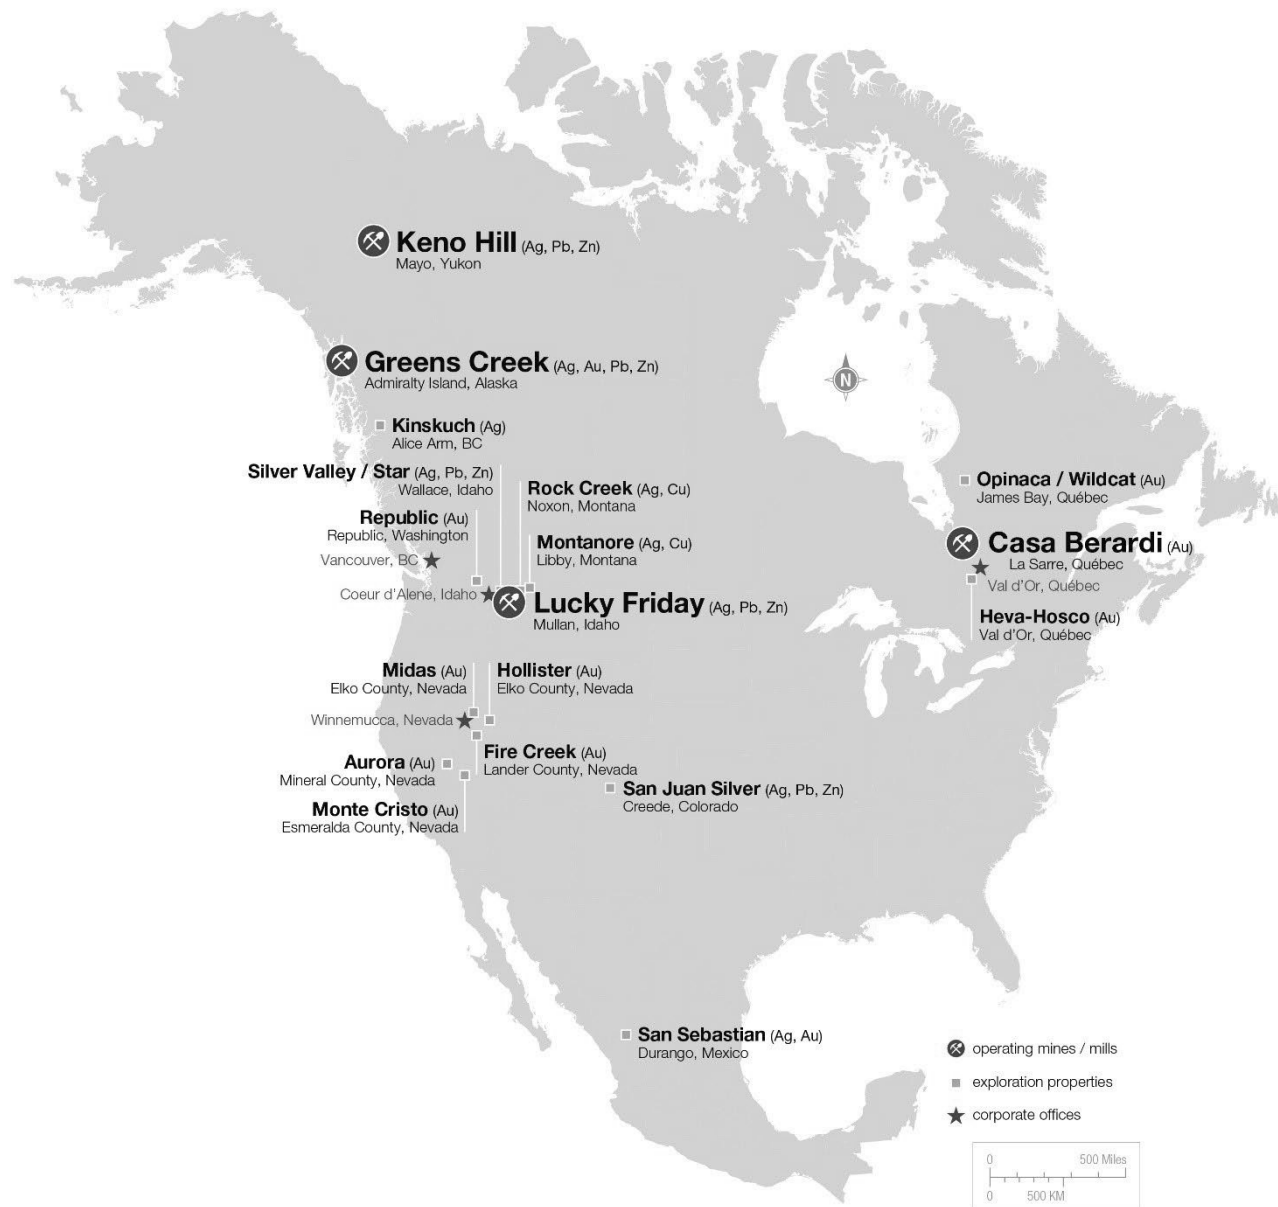 Keno Hill (Ag, Pb, Zn)
Mayo, Yukon
Greens Creek (Ag, Au, Pb, Zn)
Admiralty Island, Alaska
N
Kinskuch (Ag)
Alice Arm, BC
Silver Valley / Star (Ag, Pb, Zn)
Wallace, Idaho
Rock Creek (Ag, Cu)
Noxon, Montana
Republic (Au)
Republic, Washington
Vancouver, BC
Montanore (Ag, Cu)
Libby, Montana
Coeur d'Alene, Idaho
Lucky Friday (Ag, Pb, Zn)
Mullan, Idaho
Opinaca / Wildcat (Au)
James Bay, Québec
Casa Berardi (Au)
La Sarre, Québec
Val d'Or, Québec
Heva-Hosco (Au)
Val d'Or, Québec
Midas (Au)
Elko County, Nevada
Hollister (Au)
Elko County, Nevada
Winnemucca, Nevada
Fire Creek (Au)
Lander County, Nevada
Aurora (Au)
Mineral County, Nevada
Monte Cristo (Au)
Esmeralda County, Nevada
San Juan Silver (Ag, Pb, Zn)
Creede, Colorado
San Sebastian (Ag, Au)
Durango, Mexico
operating mines / mills
exploration properties
corporate offices
0 500 Miles
0 500 KM